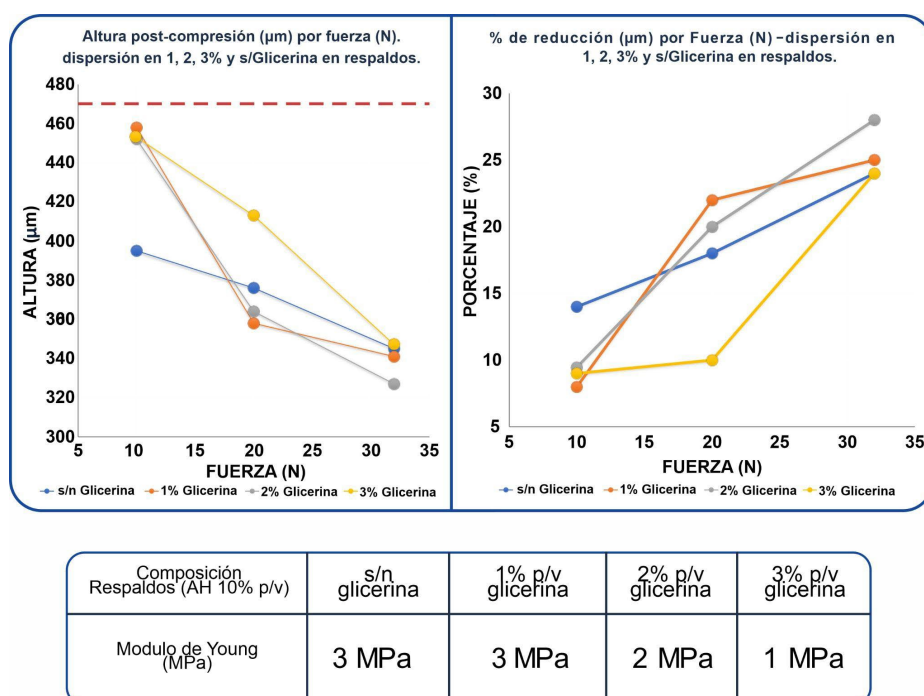 Altura post-compresión (µm) por fuerza (N).
dispersión en 1, 2, 3% y s/Glicerina en respaldos.
480
460
440
420
400
380
360
340
320
300
ALTURA (µm)
5
10
15
20
25
30
35
FUERZA (N)
s/n Glicerina
1% Glicerina
2% Glicerina
3% Glicerina
% de reducción (µm) por Fuerza (N) –dispersión en
1, 2, 3% y s/Glicerina en respaldos.
30
25
20
15
10
5
PORCENTAJE (%)
5
10
15
20
25
30
35
FUERZA (N)
s/n Glicerina
1% Glicerina
2% Glicerina
3% Glicerina
Composición
Respaldos (AH 10% p/v)
s/n
glicerina
1% p/v
glicerina
2% p/v
glicerina
3% p/v
glicerina
Modulo de Young
(MPa)
3 MPa
3 MPa
2 MPa
1 MPa